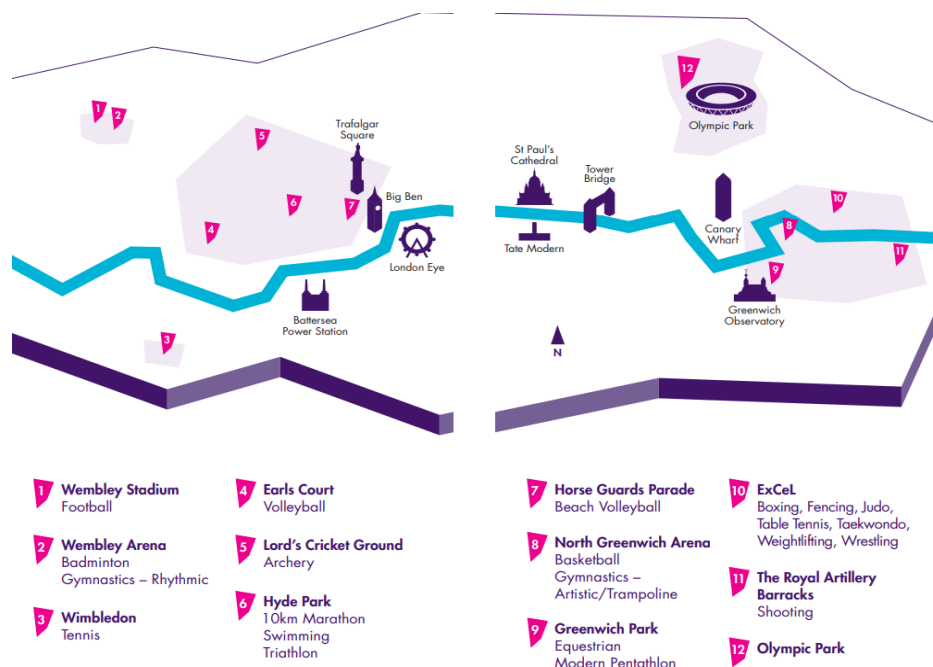 1
2
5
Trafalgar
Square
Big Ben
6
7
4
London Eye
Battersea
Power Station
3
12
Olympic Park
St Paul's
Cathedral
Tower
Bridge
Tate Modern
Canary
Wharf
10
8
11
9
Greenwich
Observatory
N
1 Wembley Stadium
Football
2 Wembley Arena
Badminton
Gymnastics – Rhythmic
3 Wimbledon
Tennis
4 Earls Court
Volleyball
5 Lord's Cricket Ground
Archery
6 Hyde Park
10km Marathon
Swimming
Triathlon
7 Horse Guards Parade
Beach Volleyball
8 North Greenwich Arena
Basketball
Gymnastics –
Artistic/Trampoline
9 Greenwich Park
Equestrian
Modern Pentathlon
10 ExCeL
Boxing, Fencing, Judo,
Table Tennis, Taekwondo,
Weightlifting, Wrestling
11 The Royal Artillery
Barracks
Shooting
12 Olympic Park